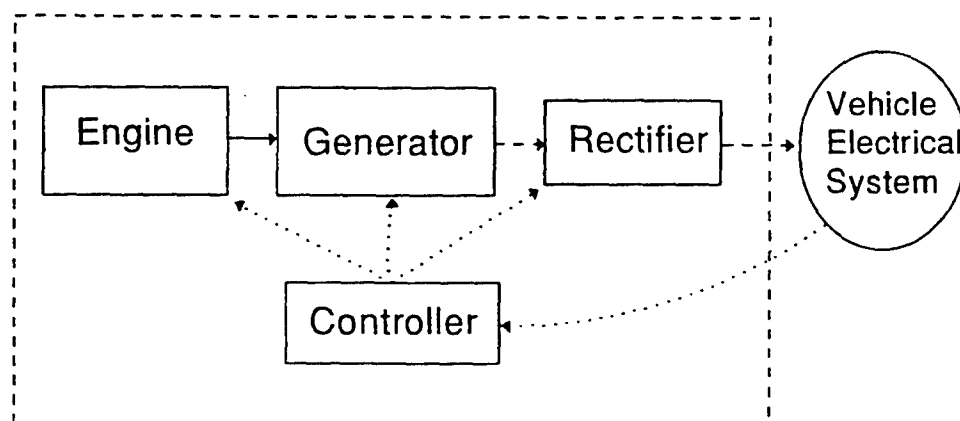 Engine
Generator
Rectifier
Vehicle
Electrical
System
Controller